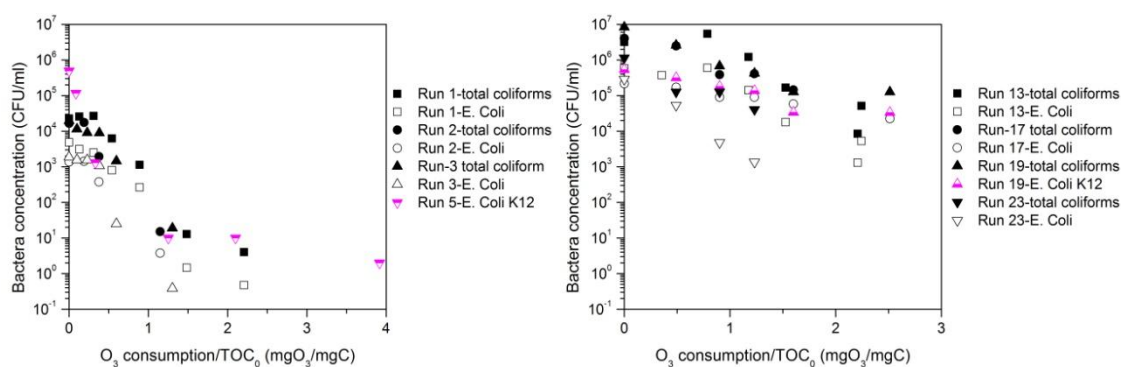 Bactera concentration (CFU/ml)
10^7
10^6
10^5
10^4
10^3
10^2
10^1
10^0
10^-1
0 1 2 3 4
O₃ consumption/TOC₀ (mgO₃/mgC)
Run 1-total coliforms
Run 1-E. Coli
Run 2-total coliforms
Run 2-E. Coli
Run-3 total coliform
Run 3-E. Coli
Run 5-E. Coli K12
Bactera concentration (CFU/ml)
10^7
10^6
10^5
10^4
10^3
10^2
10^1
10^0
10^-1
0 1 2 3
O₃ consumption/TOC₀ (mgO₃/mgC)
Run 13-total coliforms
Run 13-E. Coli
Run-17 total coliform
Run 17-E. Coli
Run 19-total coliforms
Run 19-E. Coli K12
Run 23-total coliforms
Run 23-E. Coli